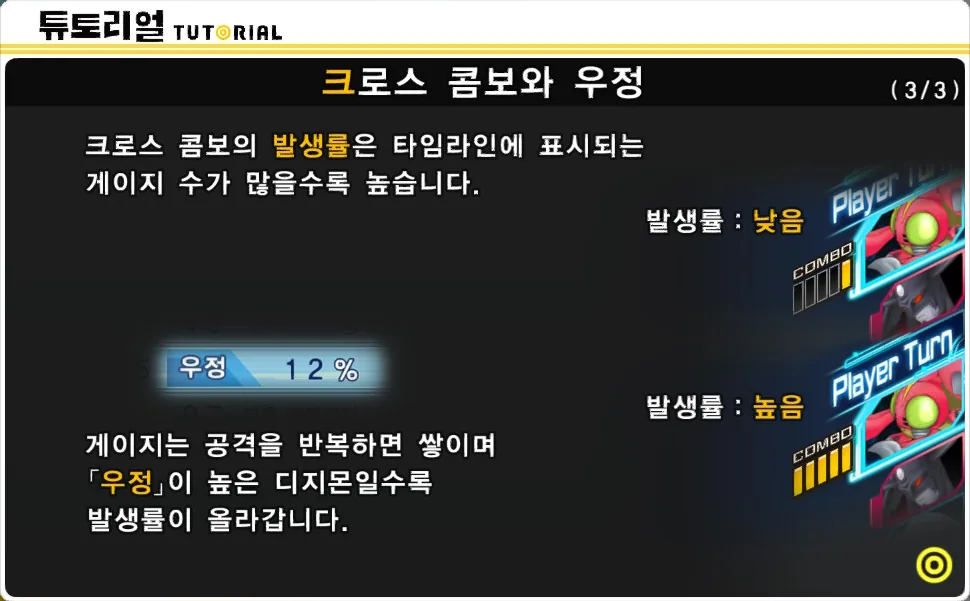 튜토리얼 TUTORIAL
크로스 콤보와 우정
(3/3)
크로스 콤보의 발생률은 타임라인에 표시되는
게이지 수가 많을수록 높습니다.
Player Turn
발생률 : 낮음
COMBO
우정 12%
Player Turn
발생률 : 높음
COMBO
게이지는 공격을 반복하면 쌓이며
「우정」이 높은 디지몬일수록
발생률이 올라갑니다.